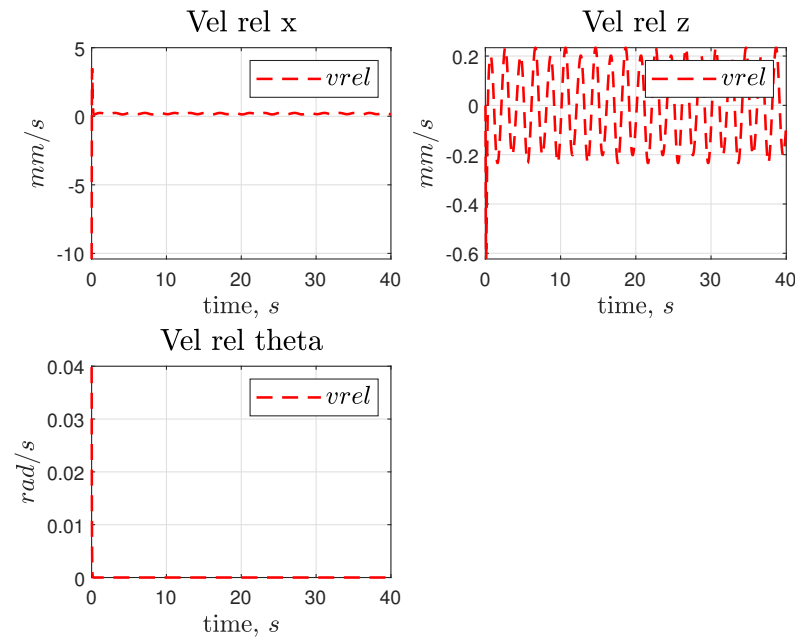 Vel rel x
5
0
-5
-10
mm/s
vrel
0 10 20 30 40
time, s
Vel rel z
0.2
0
-0.2
-0.4
-0.6
mm/s
vrel
0 10 20 30 40
time, s
Vel rel theta
0.04
0.03
0.02
0.01
0
rad/s
vrel
0 10 20 30 40
time, s